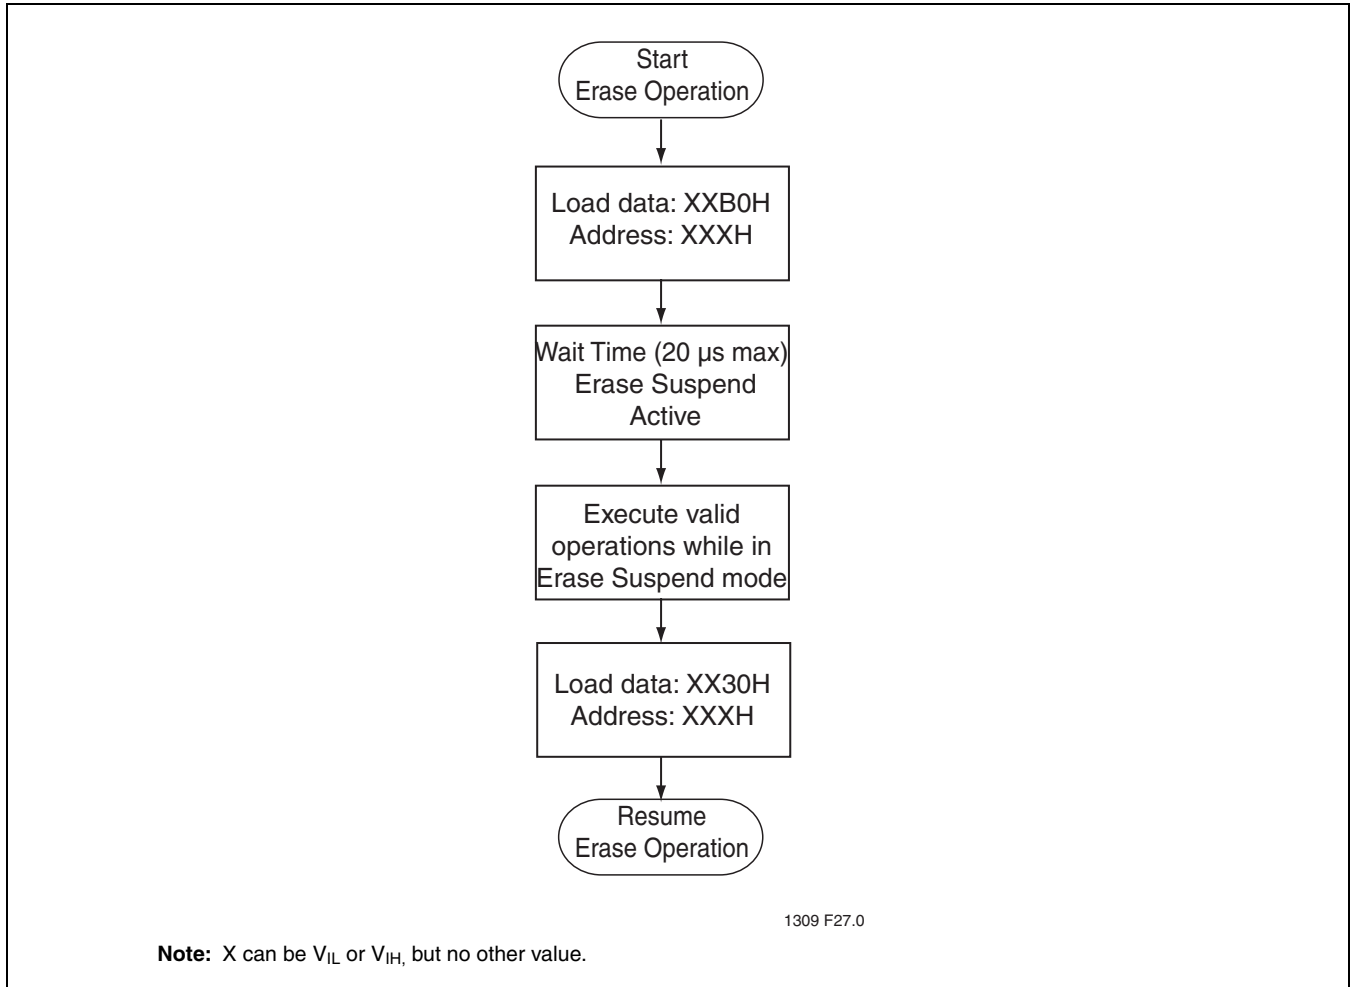 Start
Erase Operation
Load data: XXB0H
Address: XXXH
Wait Time (20 µs max)
Erase Suspend
Active
Execute valid
operations while in
Erase Suspend mode
Load data: XX30H
Address: XXXH
Resume
Erase Operation
1309 F27.0
Note: X can be VIL or VIH, but no other value.